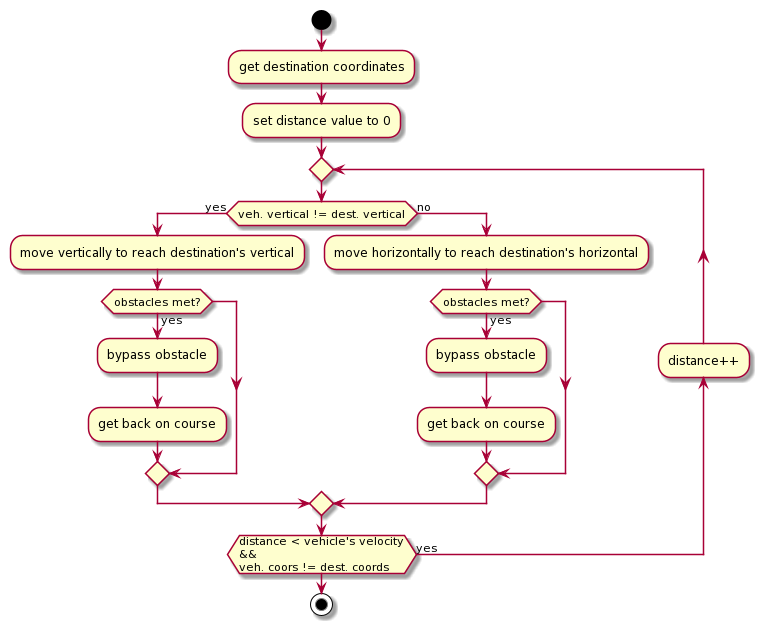 get destination coordinates
set distance value to 0
yes
veh. vertical != dest. vertical
no
move vertically to reach destination's vertical
move horizontally to reach destination's horizontal
obstacles met?
obstacles met?
yes
yes
bypass obstacle
bypass obstacle
distance++
get back on course
get back on course
distance < vehicle's velocity
&&
veh. coors != dest. coords
yes